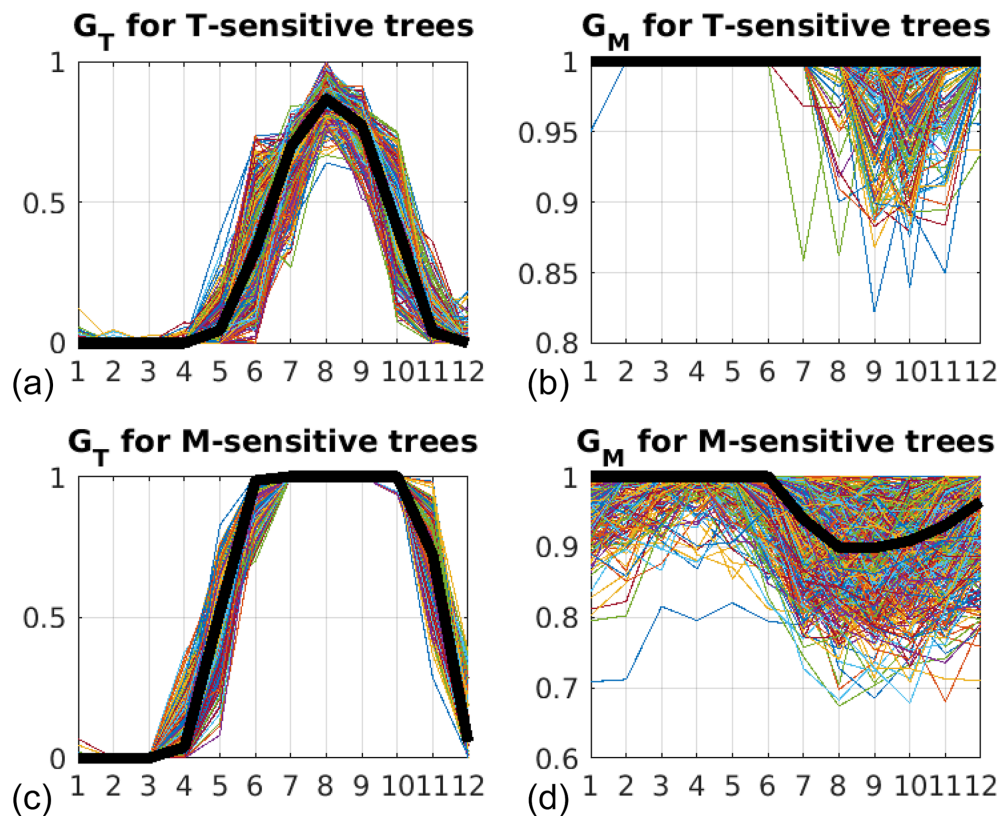 G_T for T-sensitive trees
1
0.5
0
1 2 3 4 5 6 7 8 9 10 11 12
(a)
G_M for T-sensitive trees
1
0.95
0.9
0.85
0.8
1 2 3 4 5 6 7 8 9 10 11 12
(b)
G_T for M-sensitive trees
1
0.5
0
1 2 3 4 5 6 7 8 9 10 11 12
(c)
G_M for M-sensitive trees
1
0.9
0.8
0.7
0.6
1 2 3 4 5 6 7 8 9 10 11 12
(d)